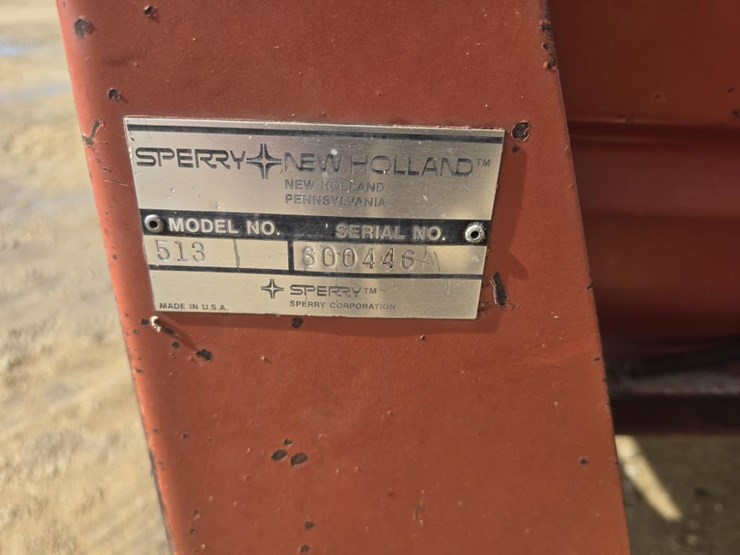 SPERRY NEW HOLLAND™
NEW HOLLAND
PENNSYLVANIA
MODEL NO. SERIAL NO.
513 600446
SPERRY™
MADE IN U.S.A. SPERRY CORPORATION